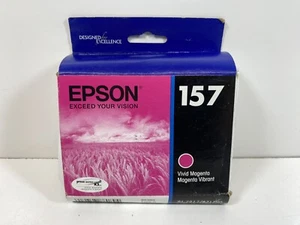 DESIGNED for
EXCELLENCE
EPSON
EXCEED YOUR VISION
157
Vivid Magenta
Magenta Vibrant